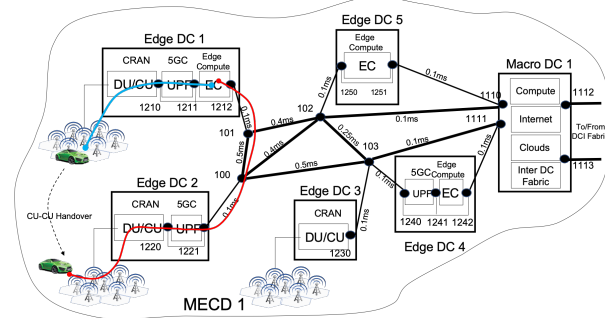 Edge DC 1
CRAN 5GC Edge Compute
DU/CU UPF EC
1210 1211 1212
0.1ms
Edge DC 5
Edge Compute
EC
1250 1251
0.1ms
0.1ms
Macro DC 1
Compute
Internet
Clouds
Inter DC Fabric
1110
1111
1112
1113
To/From
DCI Fabri
101
102
103
100
0.4ms
0.4ms
0.5ms
0.5ms
0.25ms
0.1ms
0.1ms
CU-CU Handover
Edge DC 2
CRAN 5GC
DU/CU UPF
1220 1221
0.1ms
Edge DC 3
CRAN
DU/CU
1230
0.1ms
0.1ms
0.1ms
5GC Edge Compute
UPF EC
1240 1241 1242
Edge DC 4
MECD 1